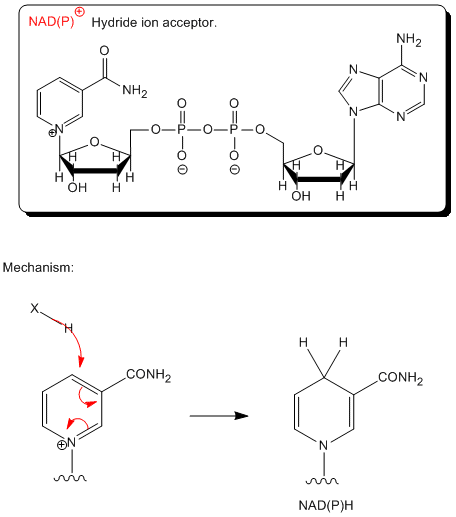 NAD(P)⊕ Hydride ion acceptor.
NH2
O
NH2
N
N
N
N
N
⊕
O
O
O
O P O P O
O O
⊖ ⊖
O
H H H H
OH H
H H H H
OH H
Mechanism:
X
H
H H
CONH2
CONH2
⊕N
N
NAD(P)H